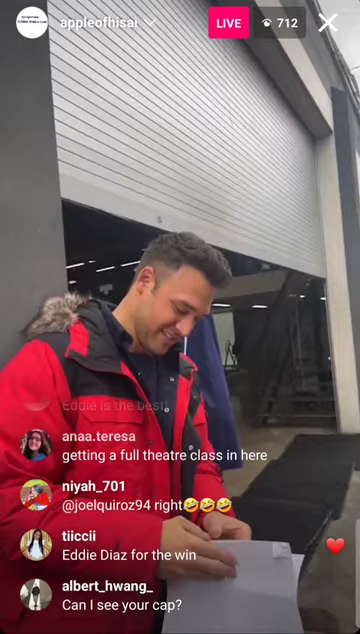 appleofhisai
LIVE
712
Eddie is the best!
anaa.teresa
getting a full theatre class in here
niyah_701
@joelquiroz94 right🤣🤣🤣
tiiccii
Eddie Diaz for the win
albert_hwang_
Can I see your cap?